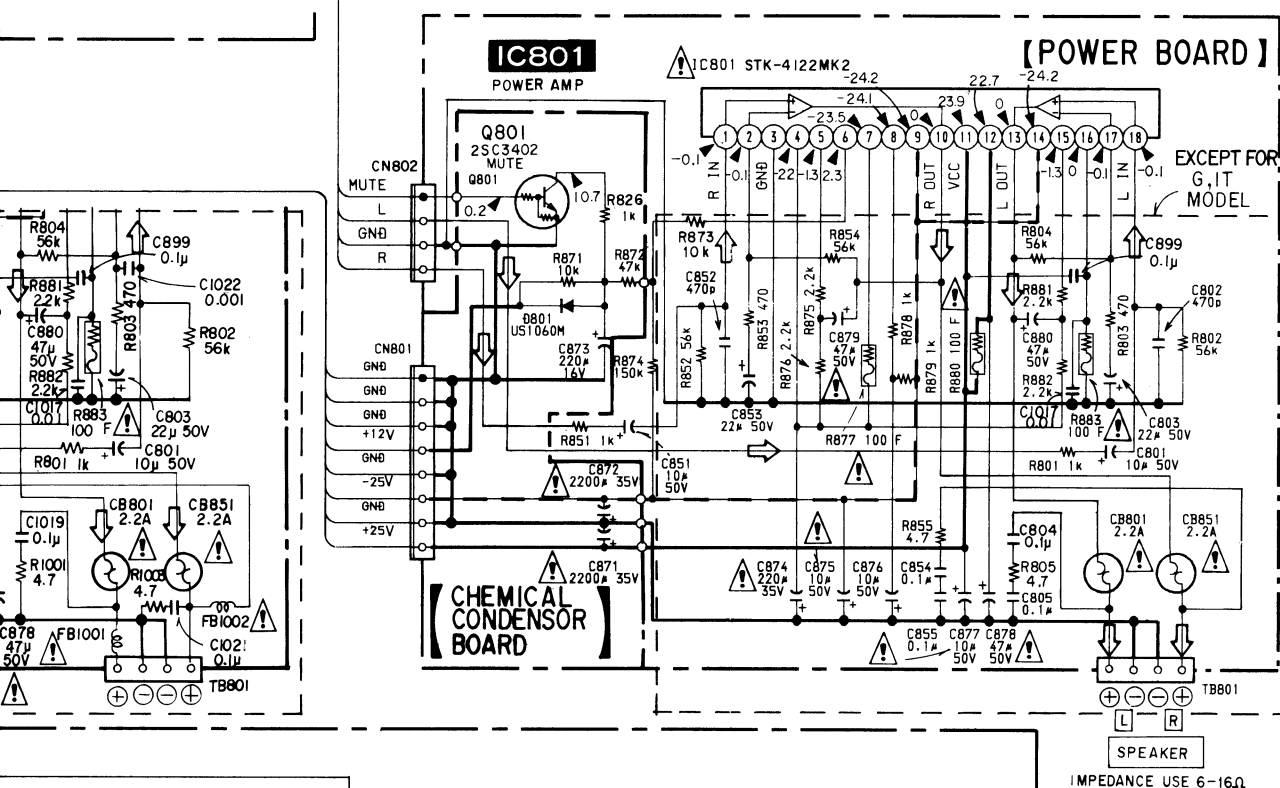 IC801
POWER AMP
IC801 STK-4122MK2
【POWER BOARD】
-24.2
22.7
-24.2
-24.1
23.9
0
-23.5
0
1 2 3 4 5 6 7 8 9 10 11 12 13 14 15 16 17 18
-0.1
-0.1
-22
-1.3
2.3
-1.3
0
-0.1
-0.1
R IN
GND
R OUT
VCC
L OUT
L IN
EXCEPT FOR
G,IT
MODEL
Q801
2SC3402
MUTE
Q801
0.2
10.7
R826
1k
CN802
MUTE
L
GND
R
R871
10k
R872
47k
D801
US1060M
C873
220µ
16V
R874
150k
R873
10k
C852
470p
R852 56k
R853 470
C853
22µ 50V
R854
56k
R875 2.2k
R876 2.2k
C879
47µ
50V
R877 100 F
R878 1k
R879 1k
R880 100 F
R804
56k
C899
0.1µ
R881
2.2k
C880
47µ
50V
R882
2.2k
C1017
0.01
R883
100 F
R803 470
C802
470p
R802
56k
C803
22µ 50V
R801 1k
C801
10µ 50V
CN801
GND
GND
GND
+12V
GND
-25V
GND
+25V
R851 1k
C851
10µ
50V
C872
2200µ 35V
C871
2200µ 35V
【CHEMICAL
CONDENSOR
BOARD】
C874
220µ
35V
C875
10µ
50V
C876
10µ
50V
R855
4.7
C854
0.1µ
C855
0.1µ
C877
10µ
50V
C878
47µ
50V
C804
0.1µ
R805
4.7
C805
0.1µ
CB801
2.2A
CB851
2.2A
TB801
+ − − +
L
R
SPEAKER
IMPEDANCE USE 6-16Ω
R804
56k
C899
0.1µ
C1022
0.001
R881
22k
C880
47µ
50V
R803 470
R802
56k
R882
2.2k
C1017
0.01
R883
100 F
C803
22µ 50V
C801
10µ 50V
R801 1k
CB801
2.2A
CB851
2.2A
C1019
0.1µ
R1001
4.7
R1003
4.7
FB1002
FB1001
C1021
0.1µ
C878
47µ
50V
TB801
+ − − +